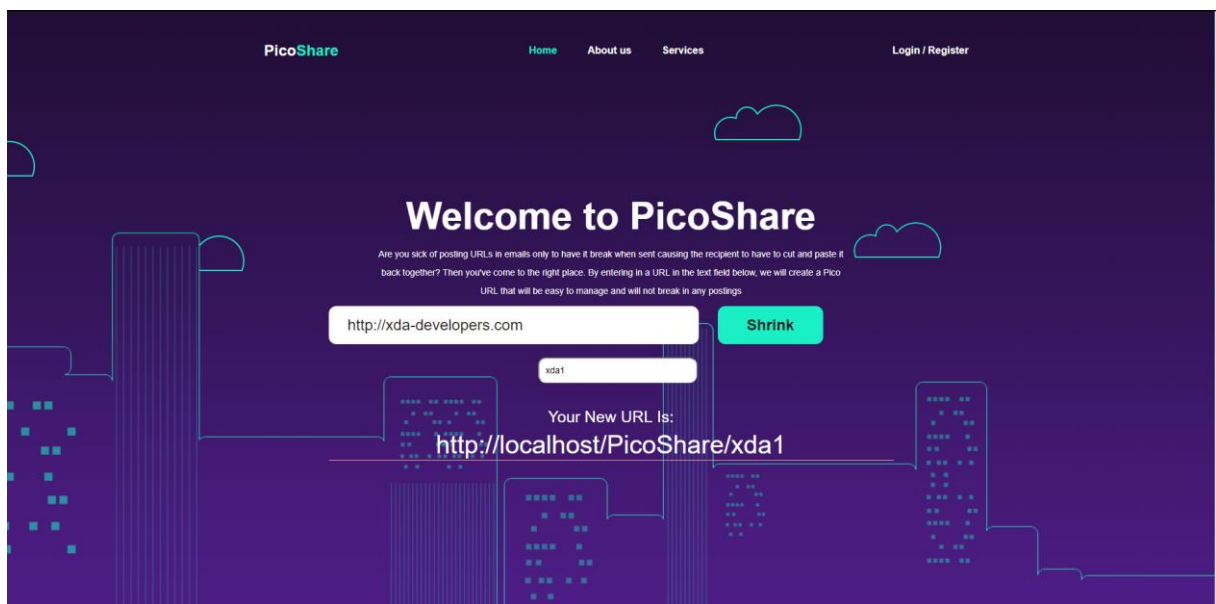 PicoShare
Home About us Services
Login / Register
Welcome to PicoShare
Are you sick of posting URLs in emails only to have it break when sent causing the recipient to have to cut and paste it
back together? Then you've come to the right place. By entering in a URL in the text field below, we will create a Pico
URL that will be easy to manage and will not break in any postings
http://xda-developers.com
Shrink
xda1
Your New URL Is:
http://localhost/PicoShare/xda1